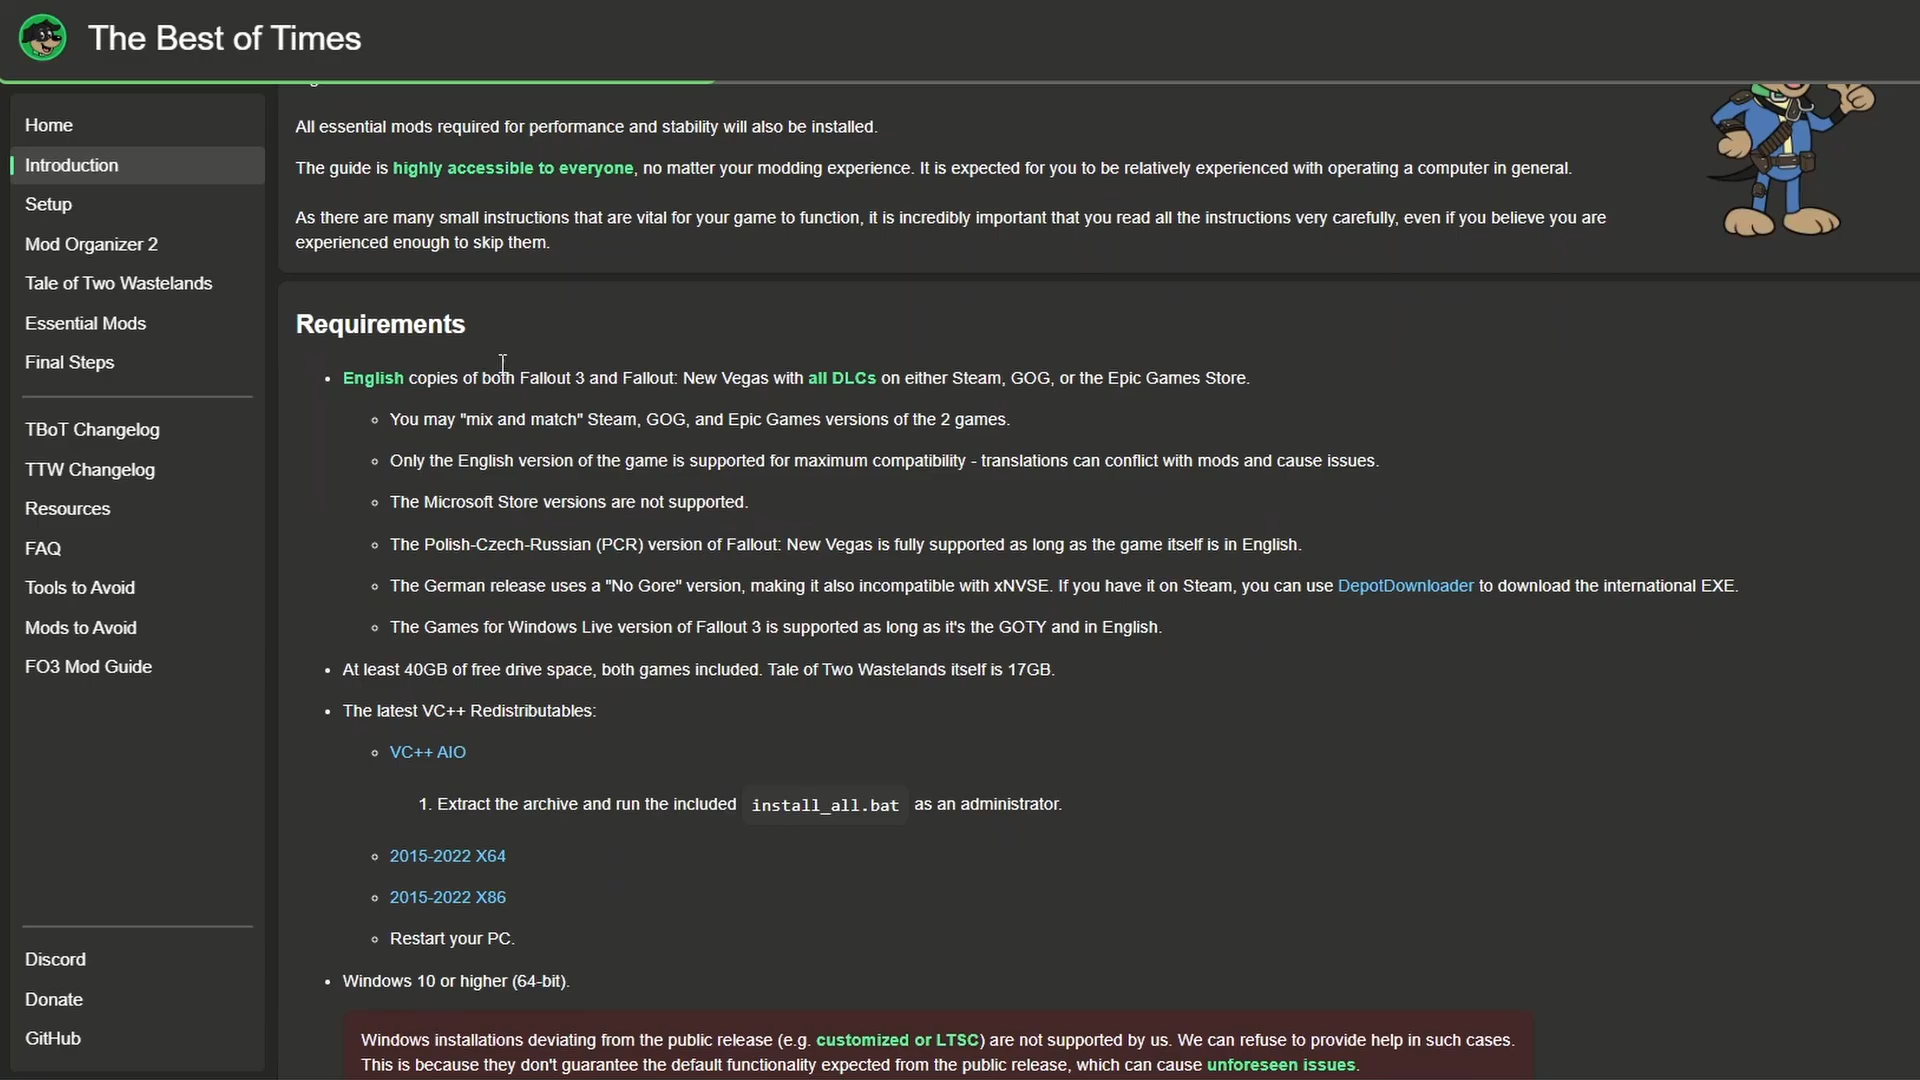 The Best of Times
Home
Introduction
Setup
Mod Organizer 2
Tale of Two Wastelands
Essential Mods
Final Steps
TBoT Changelog
TTW Changelog
Resources
FAQ
Tools to Avoid
Mods to Avoid
FO3 Mod Guide
Discord
Donate
GitHub
All essential mods required for performance and stability will also be installed.
The guide is highly accessible to everyone, no matter your modding experience. It is expected for you to be relatively experienced with operating a computer in general.
As there are many small instructions that are vital for your game to function, it is incredibly important that you read all the instructions very carefully, even if you believe you are
experienced enough to skip them.
Requirements
• English copies of both Fallout 3 and Fallout: New Vegas with all DLCs on either Steam, GOG, or the Epic Games Store.
◦ You may "mix and match" Steam, GOG, and Epic Games versions of the 2 games.
◦ Only the English version of the game is supported for maximum compatibility - translations can conflict with mods and cause issues.
◦ The Microsoft Store versions are not supported.
◦ The Polish-Czech-Russian (PCR) version of Fallout: New Vegas is fully supported as long as the game itself is in English.
◦ The German release uses a "No Gore" version, making it also incompatible with xNVSE. If you have it on Steam, you can use DepotDownloader to download the international EXE.
◦ The Games for Windows Live version of Fallout 3 is supported as long as it's the GOTY and in English.
• At least 40GB of free drive space, both games included. Tale of Two Wastelands itself is 17GB.
• The latest VC++ Redistributables:
◦ VC++ AIO
1. Extract the archive and run the included install_all.bat as an administrator.
◦ 2015-2022 X64
◦ 2015-2022 X86
◦ Restart your PC.
• Windows 10 or higher (64-bit).
Windows installations deviating from the public release (e.g. customized or LTSC) are not supported by us. We can refuse to provide help in such cases.
This is because they don't guarantee the default functionality expected from the public release, which can cause unforeseen issues.